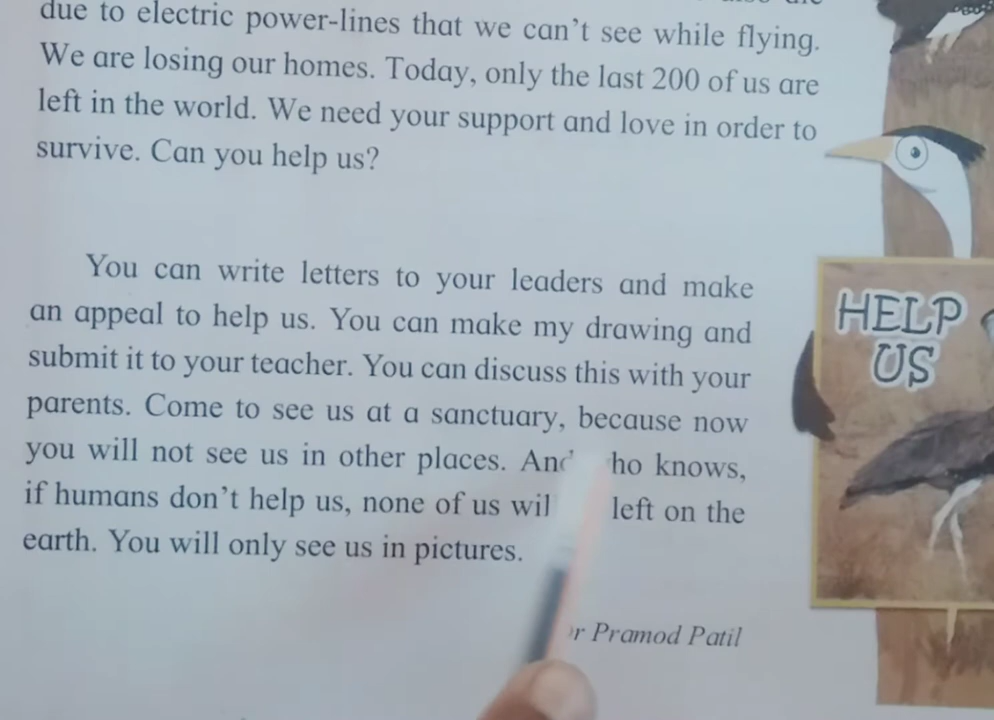 due to electric power-lines that we can't see while flying.
We are losing our homes. Today, only the last 200 of us are
left in the world. We need your support and love in order to
survive. Can you help us?
You can write letters to your leaders and make
an appeal to help us. You can make my drawing and
submit it to your teacher. You can discuss this with your
parents. Come to see us at a sanctuary, because now
you will not see us in other places. And knows,
if humans don't help us, none of us left on the
earth. You will only see us in pictures.
Pramod Patil
HELP
US